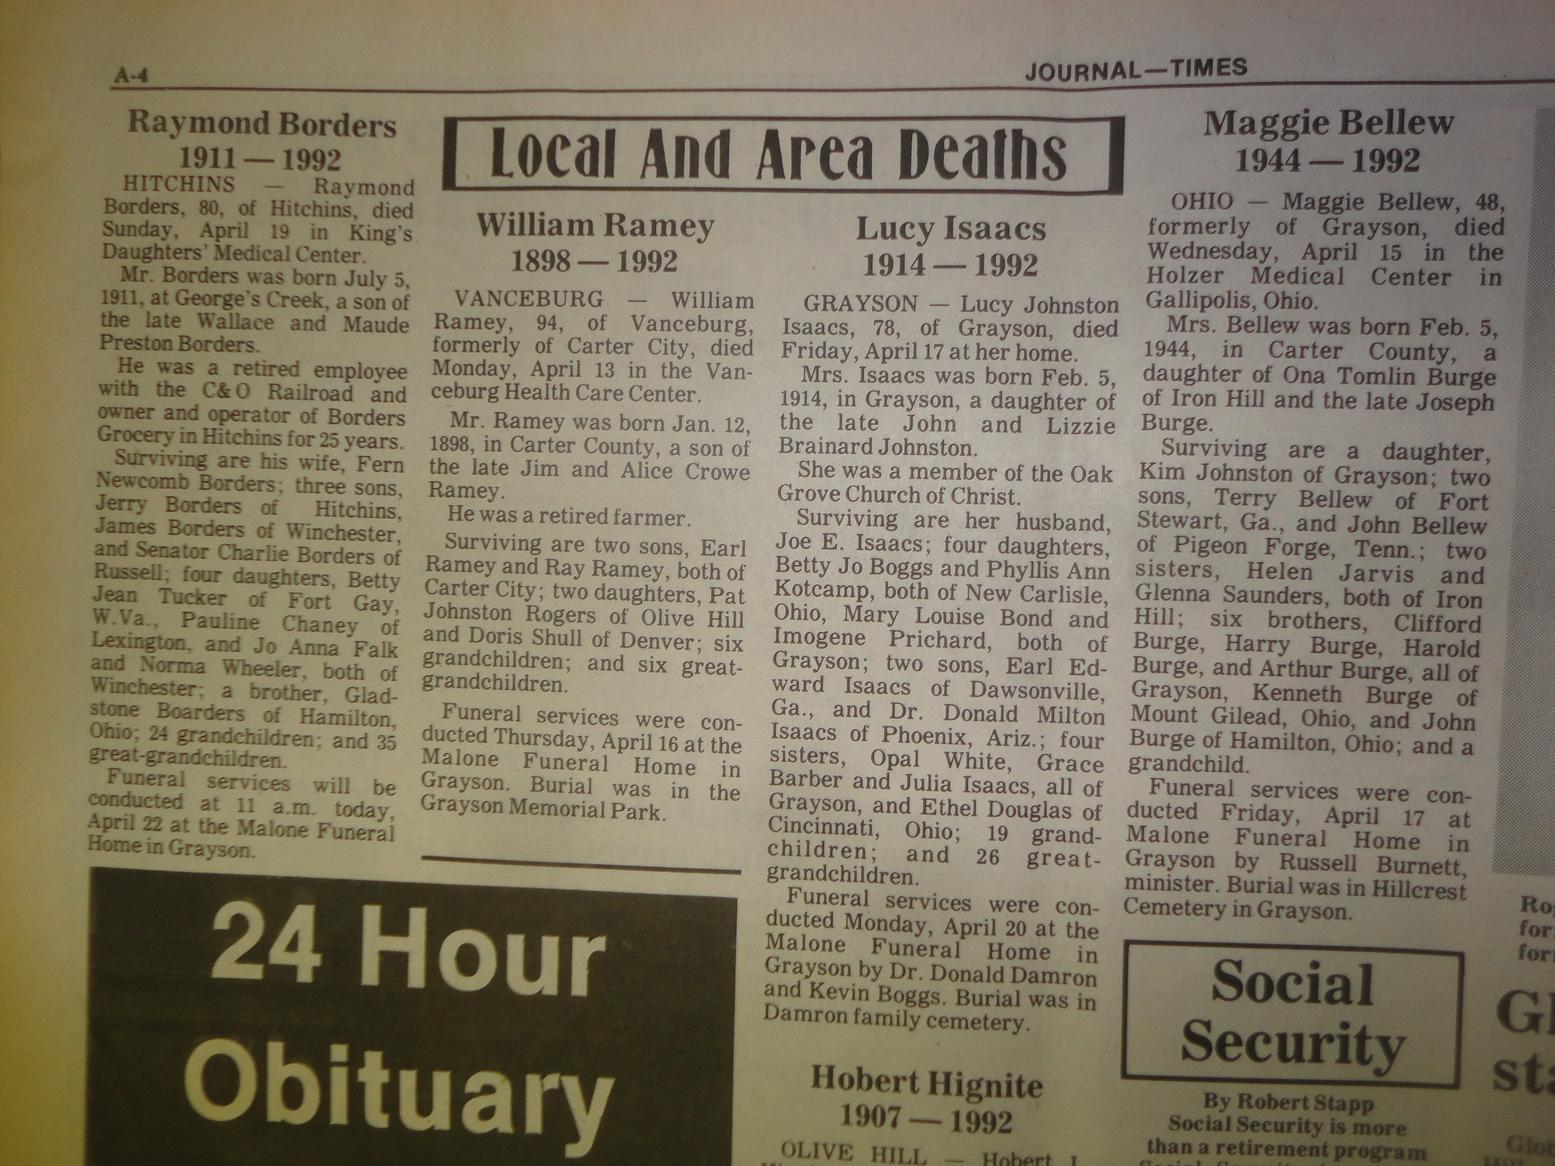 A-4
JOURNAL—TIMES
Raymond Borders
1911 — 1992
HITCHINS — Raymond
Borders, 80, of Hitchins, died
Sunday, April 19 in King's
Daughters' Medical Center.
Mr. Borders was born July 5,
1911, at George's Creek, a son of
the late Wallace and Maude
Preston Borders.
He was a retired employee
with the C&O Railroad and
owner and operator of Borders
Grocery in Hitchins for 25 years.
Surviving are his wife, Fern
Newcomb Borders; three sons,
Jerry Borders of Hitchins,
James Borders of Winchester,
and Senator Charlie Borders of
Russell; four daughters, Betty
Jean Tucker of Fort Gay,
W.Va., Pauline Chaney of
Lexington, and Jo Anna Falk
and Norma Wheeler, both of
Winchester; a brother, Glad-
stone Boarders of Hamilton,
Ohio; 24 grandchildren; and 35
great-grandchildren.
Funeral services will be
conducted at 11 a.m. today,
April 22 at the Malone Funeral
Home in Grayson.
24 Hour
Obituary
Local And Area Deaths
William Ramey
1898 — 1992
VANCEBURG — William
Ramey, 94, of Vanceburg,
formerly of Carter City, died
Monday, April 13 in the Van-
ceburg Health Care Center.
Mr. Ramey was born Jan. 12,
1898, in Carter County, a son of
the late Jim and Alice Crowe
Ramey.
He was a retired farmer.
Surviving are two sons, Earl
Ramey and Ray Ramey, both of
Carter City; two daughters, Pat
Johnston Rogers of Olive Hill
and Doris Shull of Denver; six
grandchildren; and six great-
grandchildren.
Funeral services were con-
ducted Thursday, April 16 at the
Malone Funeral Home in
Grayson. Burial was in the
Grayson Memorial Park.
Lucy Isaacs
1914 — 1992
GRAYSON — Lucy Johnston
Isaacs, 78, of Grayson, died
Friday, April 17 at her home.
Mrs. Isaacs was born Feb. 5,
1914, in Grayson, a daughter of
the late John and Lizzie
Brainard Johnston.
She was a member of the Oak
Grove Church of Christ.
Surviving are her husband,
Joe E. Isaacs; four daughters,
Betty Jo Boggs and Phyllis Ann
Kotcamp, both of New Carlisle,
Ohio, Mary Louise Bond and
Imogene Prichard, both of
Grayson; two sons, Earl Ed-
ward Isaacs of Dawsonville,
Ga., and Dr. Donald Milton
Isaacs of Phoenix, Ariz.; four
sisters, Opal White, Grace
Barber and Julia Isaacs, all of
Grayson, and Ethel Douglas of
Cincinnati, Ohio; 19 grand-
children; and 26 great-
grandchildren.
Funeral services were con-
ducted Monday, April 20 at the
Malone Funeral Home in
Grayson by Dr. Donald Damron
and Kevin Boggs. Burial was in
Damron family cemetery.
Hobert Hignite
1907 — 1992
OLIVE HILL — Hobert J.
Maggie Bellew
1944 — 1992
OHIO — Maggie Bellew, 48,
formerly of Grayson, died
Wednesday, April 15 in the
Holzer Medical Center in
Gallipolis, Ohio.
Mrs. Bellew was born Feb. 5,
1944, in Carter County, a
daughter of Ona Tomlin Burge
of Iron Hill and the late Joseph
Burge.
Surviving are a daughter,
Kim Johnston of Grayson; two
sons, Terry Bellew of Fort
Stewart, Ga., and John Bellew
of Pigeon Forge, Tenn.; two
sisters, Helen Jarvis and
Glenna Saunders, both of Iron
Hill; six brothers, Clifford
Burge, Harry Burge, Harold
Burge, and Arthur Burge, all of
Grayson, Kenneth Burge of
Mount Gilead, Ohio, and John
Burge of Hamilton, Ohio; and a
grandchild.
Funeral services were con-
ducted Friday, April 17 at
Malone Funeral Home in
Grayson by Russell Burnett,
minister. Burial was in Hillcrest
Cemetery in Grayson.
Social
Security
By Robert Stapp
Social Security is more
than a retirement program
Ro
for
for
Gl
sta
Glob